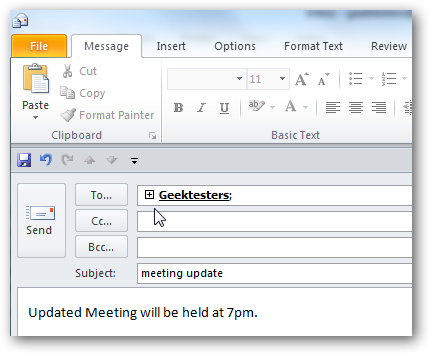 File Message Insert Options Format Text Review
Cut
Copy
Paste
Format Painter
11
B I U ab A
Clipboard
Basic Text
To... Geektesters;
Cc...
Send
Bcc...
Subject: meeting update
Updated Meeting will be held at 7pm.